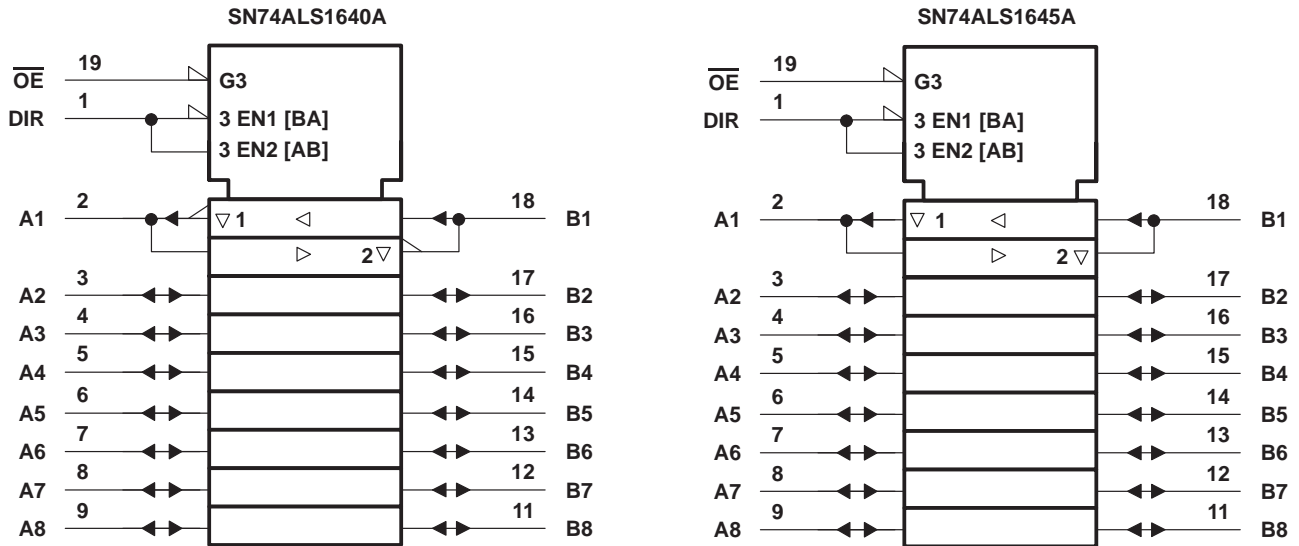 SN74ALS1640A
OE
19
G3
DIR
1
3 EN1 [BA]
3 EN2 [AB]
A1
2
1
18
B1
2
A2
3
17
B2
A3
4
16
B3
A4
5
15
B4
A5
6
14
B5
A6
7
13
B6
A7
8
12
B7
A8
9
11
B8
SN74ALS1645A
OE
19
G3
DIR
1
3 EN1 [BA]
3 EN2 [AB]
A1
2
1
18
B1
2
A2
3
17
B2
A3
4
16
B3
A4
5
15
B4
A5
6
14
B5
A6
7
13
B6
A7
8
12
B7
A8
9
11
B8